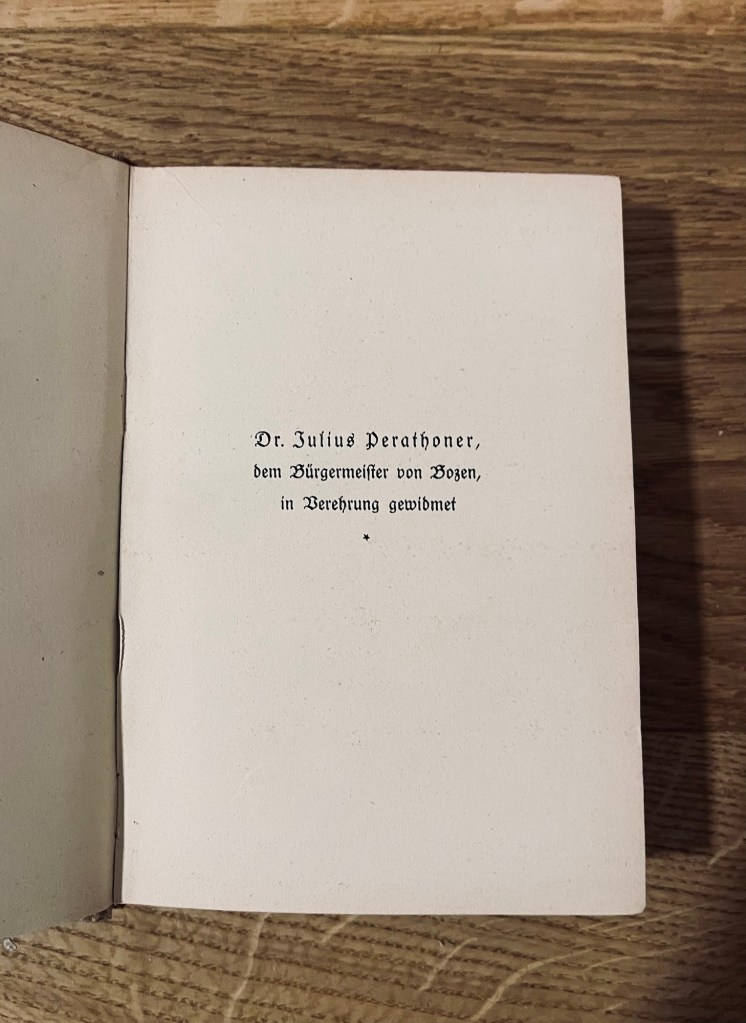 Dr. Julius Perathoner,
dem Bürgermeiſter von Bozen,
in Verehrung gewidmet